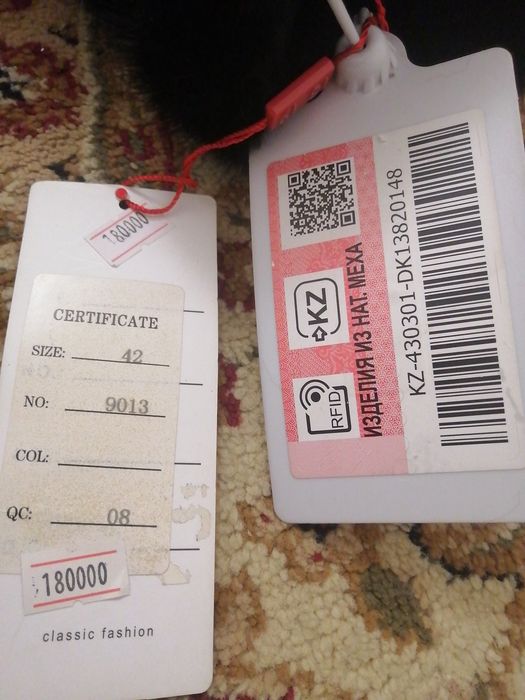 180000
CERTIFICATE
SIZE: 42
NO: 9013
COL:
QC: 08
180000
classic fashion
KZ
RFID
ИЗДЕЛИЯ ИЗ НАТ. МЕХА
KZ-430301-DK13820148